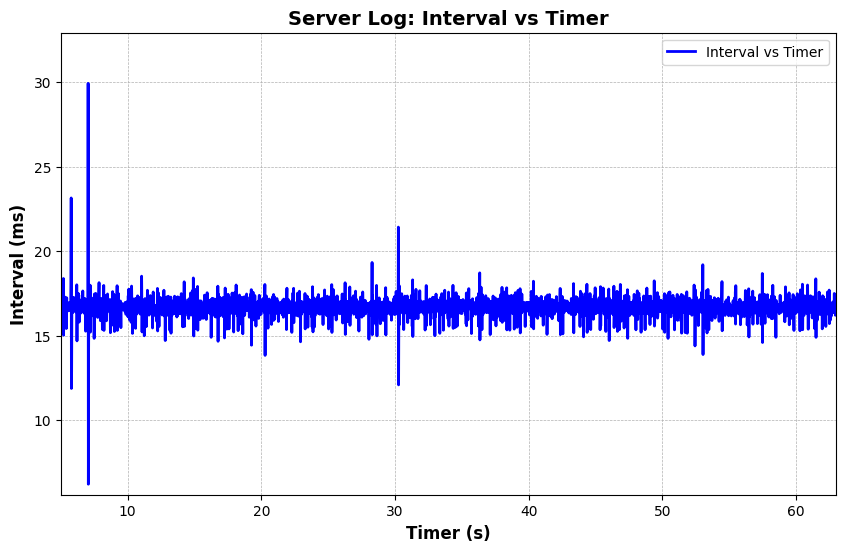 Server Log: Interval vs Timer
Interval vs Timer
30
25
20
15
10
Interval (ms)
10 20 30 40 50 60
Timer (s)